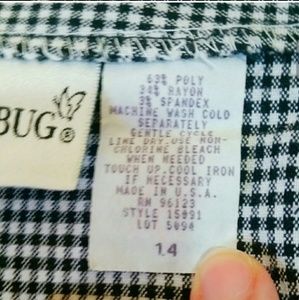 BUG®
63% POLY
34% RAYON
3% SPANDEX
MACHINE WASH COLD
SEPARATELY
GENTLE CYCLE
LINE DRY.USE NON-
CHLORINE BLEACH
WHEN NEEDED
TOUCH UP.COOL IRON
IF NECESSARY
MADE IN U.S.A.
RN 96123
STYLE 15091
LOT 5094
14